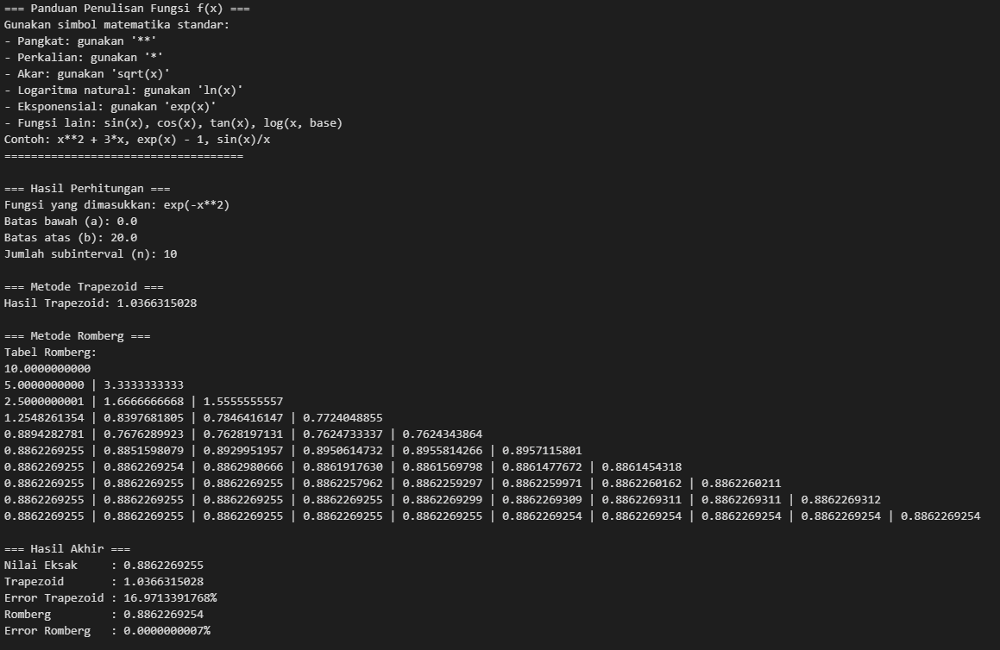 === Panduan Penulisan Fungsi f(x) ===
Gunakan simbol matematika standar:
- Pangkat: gunakan '**'
- Perkalian: gunakan '*'
- Akar: gunakan 'sqrt(x)'
- Logaritma natural: gunakan 'ln(x)'
- Eksponensial: gunakan 'exp(x)'
- Fungsi lain: sin(x), cos(x), tan(x), log(x, base)
Contoh: x**2 + 3*x, exp(x) - 1, sin(x)/x
====================================
=== Hasil Perhitungan ===
Fungsi yang dimasukkan: exp(-x**2)
Batas bawah (a): 0.0
Batas atas (b): 20.0
Jumlah subinterval (n): 10
=== Metode Trapezoid ===
Hasil Trapezoid: 1.0366315028
=== Metode Romberg ===
Tabel Romberg:
10.0000000000
5.0000000000 | 3.3333333333
2.5000000001 | 1.6666666668 | 1.5555555557
1.2548261354 | 0.8397681805 | 0.7846416147 | 0.7724048855
0.8894282781 | 0.7676289923 | 0.7628197131 | 0.7624733337 | 0.7624343864
0.8862269255 | 0.8851598079 | 0.8929951957 | 0.8950614732 | 0.8955814266 | 0.8957115801
0.8862269255 | 0.8862269254 | 0.8862980666 | 0.8861917630 | 0.8861569798 | 0.8861477672 | 0.8861454318
0.8862269255 | 0.8862269255 | 0.8862269255 | 0.8862257962 | 0.8862259297 | 0.8862259971 | 0.8862260162 | 0.8862260211
0.8862269255 | 0.8862269255 | 0.8862269255 | 0.8862269255 | 0.8862269299 | 0.8862269309 | 0.8862269311 | 0.8862269311 | 0.8862269312
0.8862269255 | 0.8862269255 | 0.8862269255 | 0.8862269255 | 0.8862269255 | 0.8862269254 | 0.8862269254 | 0.8862269254 | 0.8862269254 | 0.8862269254
=== Hasil Akhir ===
Nilai Eksak     : 0.8862269255
Trapezoid       : 1.0366315028
Error Trapezoid : 16.9713391768%
Romberg         : 0.8862269254
Error Romberg   : 0.0000000007%